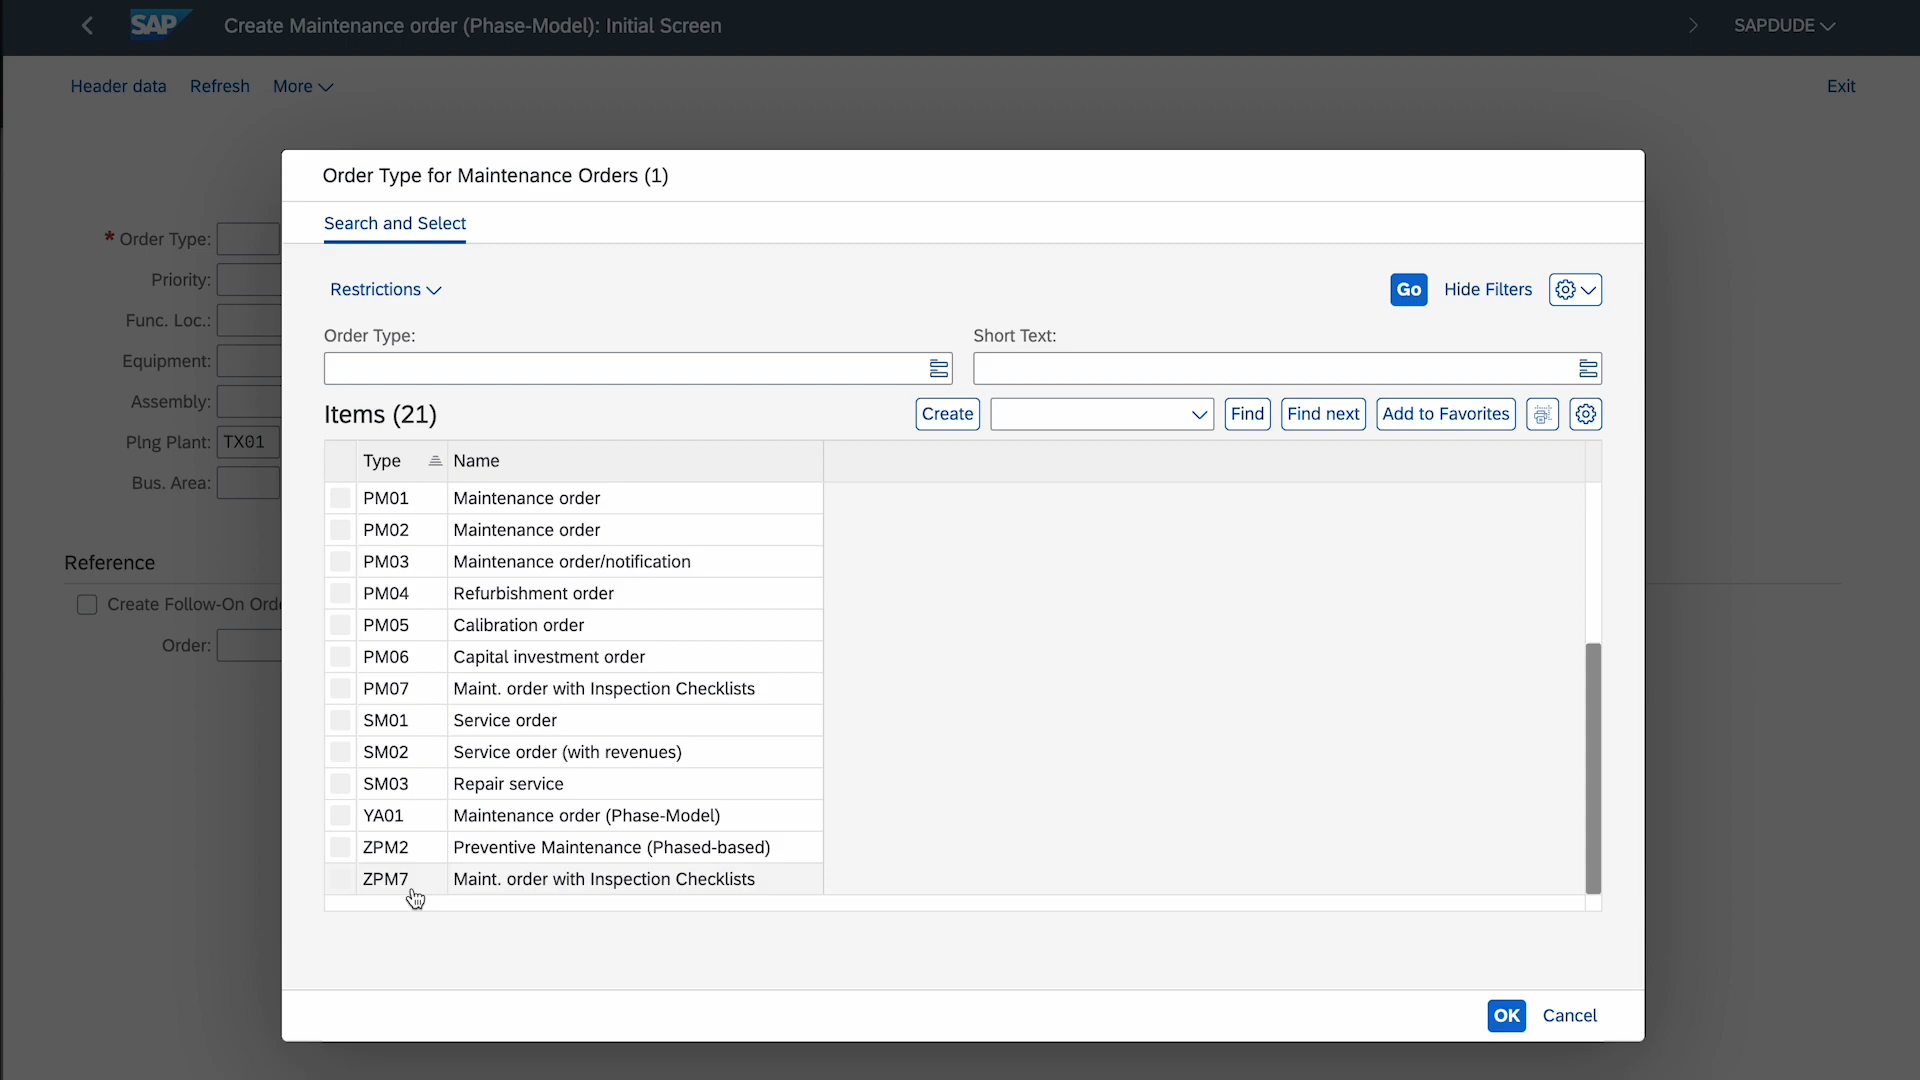 SAP Create Maintenance order (Phase-Model): Initial Screen SAPDUDE
Header data Refresh More Exit
Order Type for Maintenance Orders (1)
Search and Select
Restrictions Go Hide Filters
Order Type: Short Text:
Items (21) Create Find Find next Add to Favorites
Type Name
PM01 Maintenance order
PM02 Maintenance order
PM03 Maintenance order/notification
PM04 Refurbishment order
PM05 Calibration order
PM06 Capital investment order
PM07 Maint. order with Inspection Checklists
SM01 Service order
SM02 Service order (with revenues)
SM03 Repair service
YA01 Maintenance order (Phase-Model)
ZPM2 Preventive Maintenance (Phased-based)
ZPM7 Maint. order with Inspection Checklists
OK Cancel
* Order Type:
Priority:
Func. Loc.:
Equipment:
Assembly:
Plng Plant: TX01
Bus. Area:
Reference
Create Follow-On
Order: